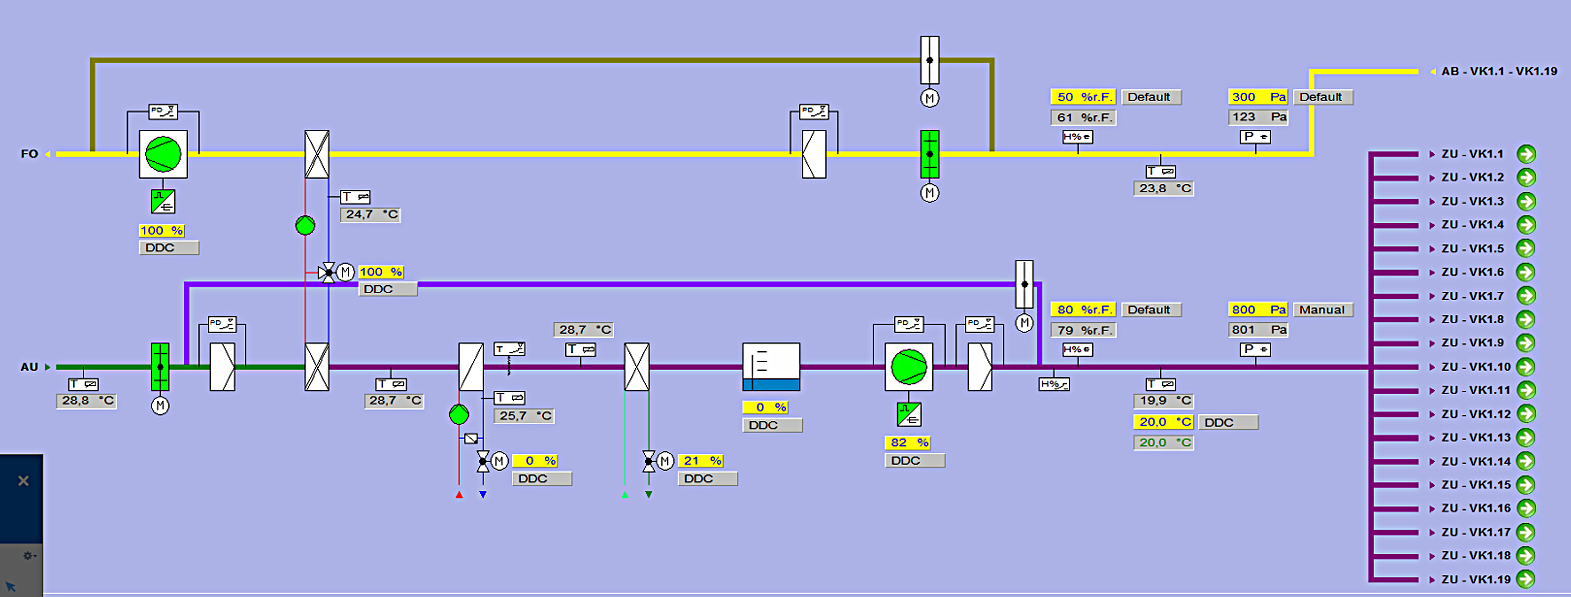 AB - VK1.1 - VK1.19
50 %r.F. Default
300 Pa Default
61 %r.F.
123 Pa
PD
PD
M
H%
P
FO
ZU - VK1.1
T
ZU - VK1.2
23,8 °C
M
T
ZU - VK1.3
24,7 °C
100 %
ZU - VK1.4
DDC
ZU - VK1.5
M 100 %
ZU - VK1.6
DDC
ZU - VK1.7
80 %r.F. Default
800 Pa Manual
79 %r.F.
801 Pa
ZU - VK1.8
PD
28,7 °C
PD
PD
M
T
T
H%
P
ZU - VK1.9
AU
ZU - VK1.10
T
T
H%
T
ZU - VK1.11
28,8 °C
28,7 °C
T
19,9 °C
M
25,7 °C
0 %
ZU - VK1.12
DDC
20,0 °C DDC
82 %
20,0 °C
ZU - VK1.13
DDC
M 0 %
M 21 %
ZU - VK1.14
DDC
DDC
ZU - VK1.15
ZU - VK1.16
ZU - VK1.17
ZU - VK1.18
ZU - VK1.19